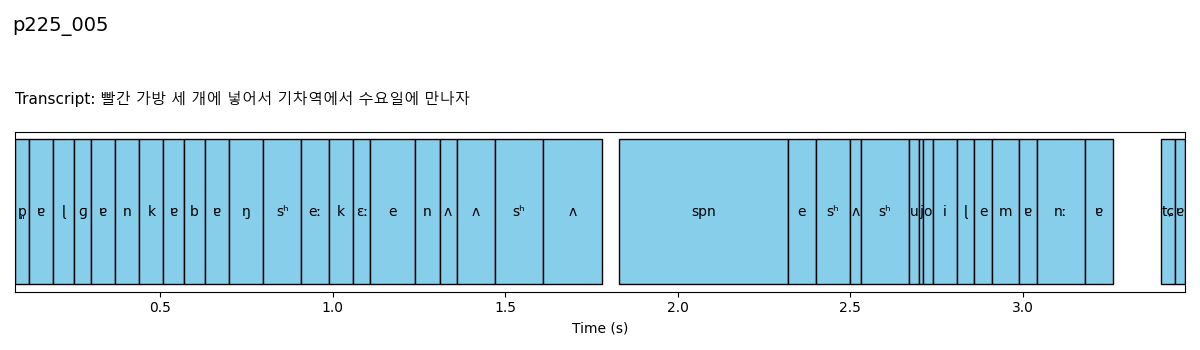 p225_005
Transcript: 빨간 가방 세 개에 넣어서 기차역에서 수요일에 만나자
p͈ ɐ ɭ ɡ ɐ n k ɐ b ɐ ŋ sʰ eː k ɛː e n ʌ ʌ sʰ ʌ spn e sʰ ʌ sʰ u jo i ɭ e m ɐ nː ɐ tɕ ɐ
0.5 1.0 1.5 2.0 2.5 3.0
Time (s)